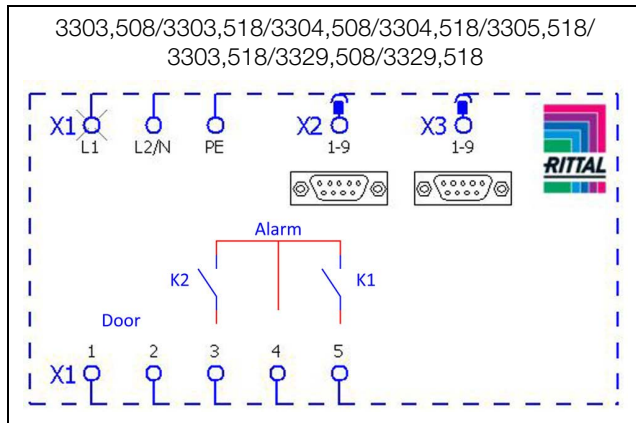 3303,508/3303,518/3304,508/3304,518/3305,518/
3303,518/3329,508/3329,518
X1 X2 X3
L1 L2/N PE 1-9 1-9
RITTAL
Alarm
K2 K1
Door
1 2 3 4 5
X1